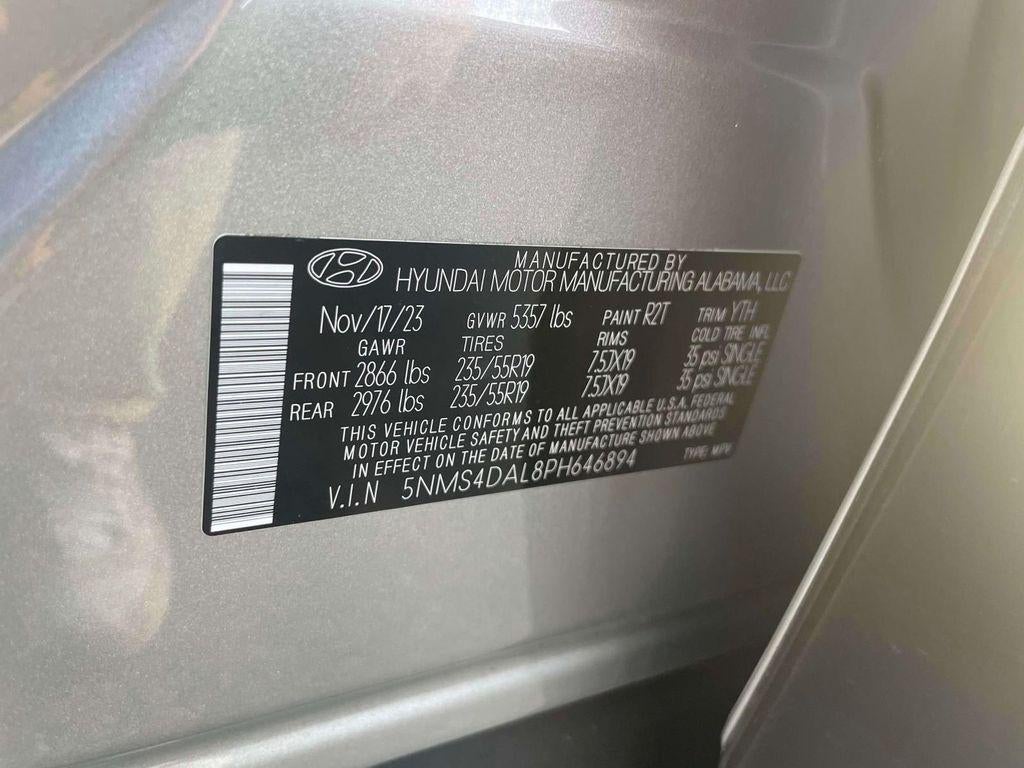 MANUFACTURED BY
HYUNDAI MOTOR MANUFACTURING ALABAMA, LLC
Nov/17/23 GVWR 5357 lbs PAINT R2T TRIM YTH
GAWR TIRES RIMS COLD TIRE INFL
FRONT 2866 lbs 235/55R19 7.5JX19 35 psi SINGLE
REAR 2976 lbs 235/55R19 7.5JX19 35 psi SINGLE
THIS VEHICLE CONFORMS TO ALL APPLICABLE U.S.A. FEDERAL
MOTOR VEHICLE SAFETY AND THEFT PREVENTION STANDARDS
IN EFFECT ON THE DATE OF MANUFACTURE SHOWN ABOVE
V.I.N 5NMS4DAL8PH646894 TYPE: MPV